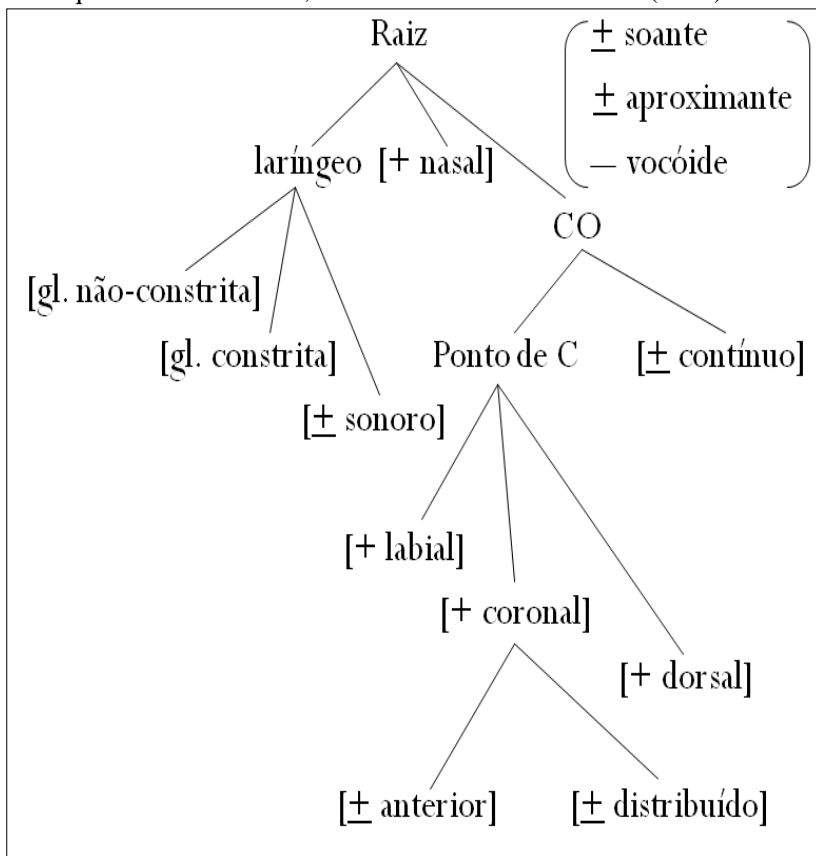 Raiz
± soante
± aproximante
— vocóide
laríngeo [+ nasal]
CO
[gl. não-constrita]
[gl. constrita]
Ponto de C
[± contínuo]
[± sonoro]
[+ labial]
[+ coronal]
[+ dorsal]
[± anterior]
[± distribuído]